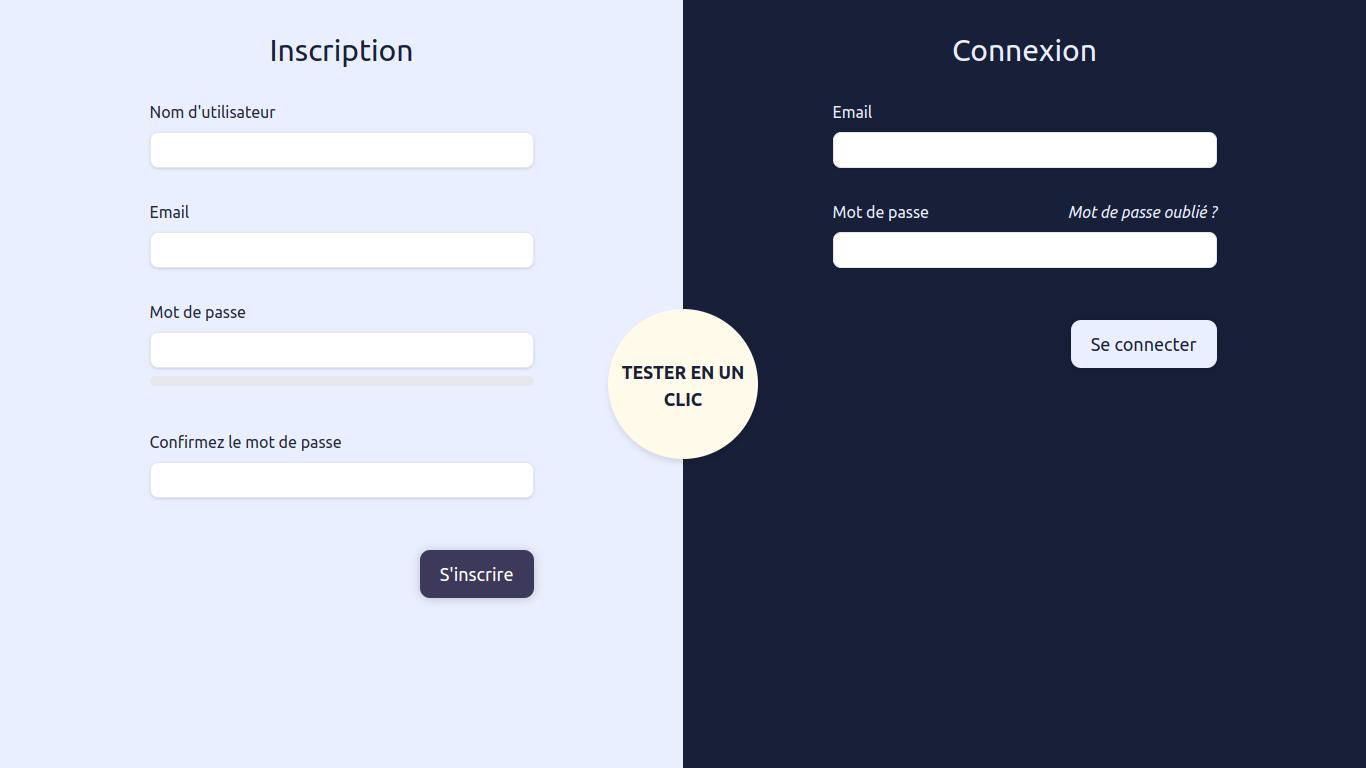 Inscription
Nom d'utilisateur
Email
Mot de passe
Confirmez le mot de passe
S'inscrire
TESTER EN UN
CLIC
Connexion
Email
Mot de passe
Mot de passe oublié ?
Se connecter